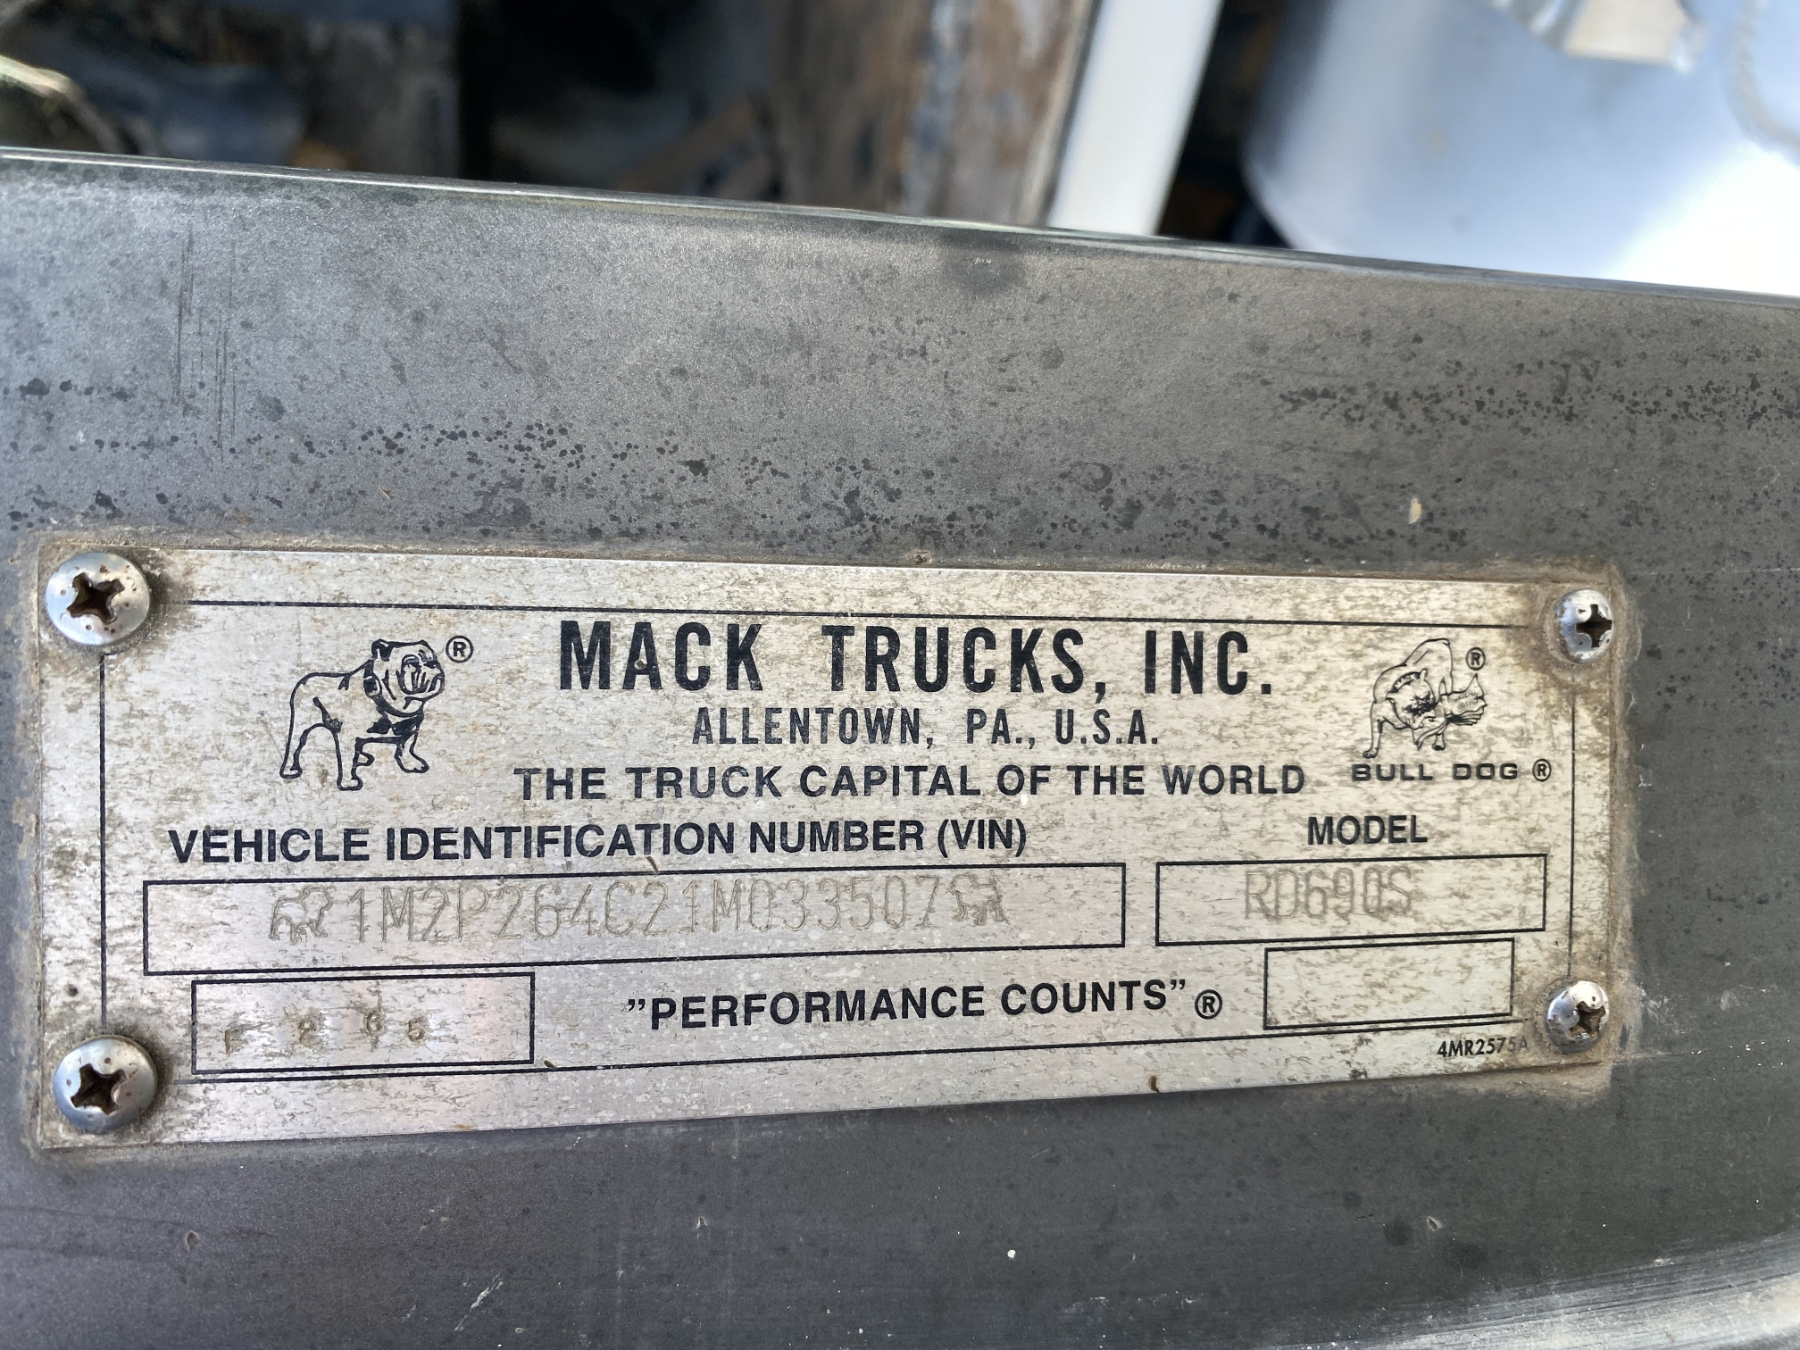 ®
MACK TRUCKS, INC.
®
ALLENTOWN, PA., U.S.A.
THE TRUCK CAPITAL OF THE WORLD
BULL DOG ®
VEHICLE IDENTIFICATION NUMBER (VIN)
MODEL
1M2P264C21M033507
RD690S
"PERFORMANCE COUNTS" ®
4MR2575A